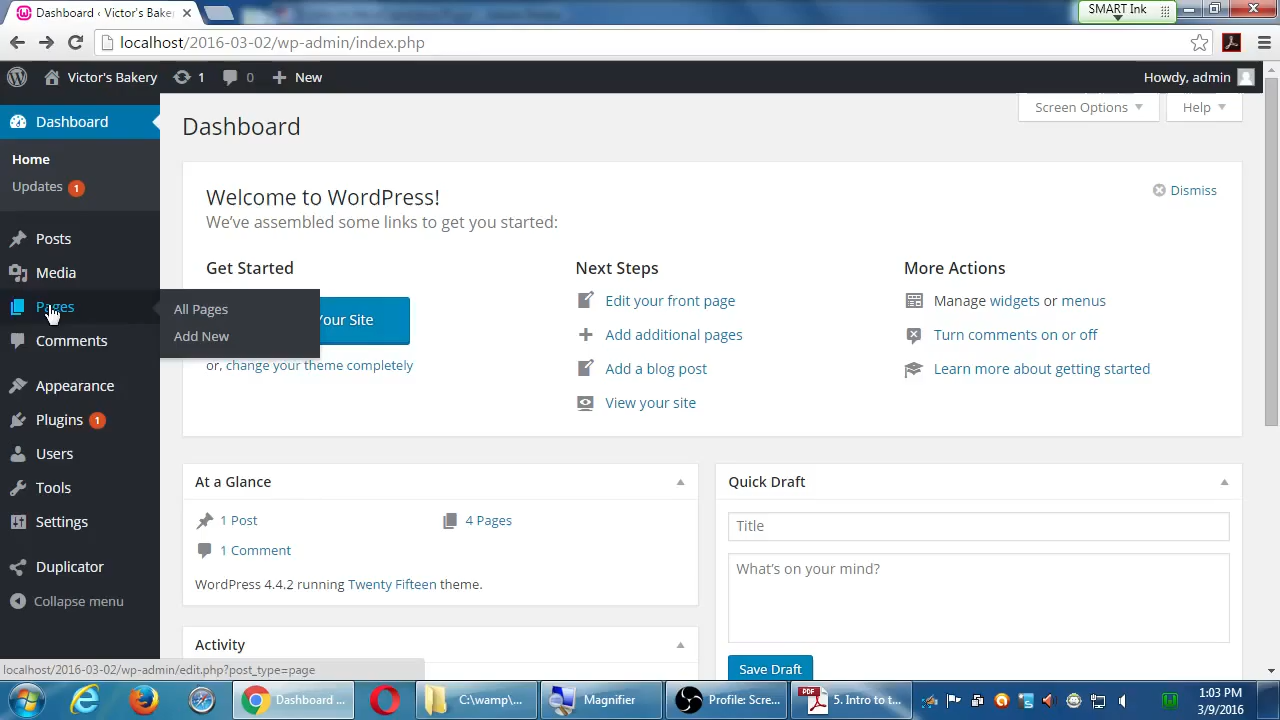 Dashboard ‹ Victor's Baker
SMART Ink
localhost/2016-03-02/wp-admin/index.php
Victor's Bakery 1 0 New
Howdy, admin
Dashboard
Home
Updates 1
Posts
Media
Pages
All Pages
Add New
Comments
Appearance
Plugins 1
Users
Tools
Settings
Duplicator
Collapse menu
Screen Options
Help
Dashboard
Welcome to WordPress!
We've assembled some links to get you started:
Dismiss
Get Started
our Site
or, change your theme completely
Next Steps
Edit your front page
Add additional pages
Add a blog post
View your site
More Actions
Manage widgets or menus
Turn comments on or off
Learn more about getting started
At a Glance
1 Post
4 Pages
1 Comment
WordPress 4.4.2 running Twenty Fifteen theme.
Activity
Quick Draft
Title
What's on your mind?
Save Draft
localhost/2016-03-02/wp-admin/edit.php?post_type=page
Dashboard ...
C:\wamp\...
Magnifier
Profile: Scre...
PDF
5. Intro to t...
1:03 PM
3/9/2016